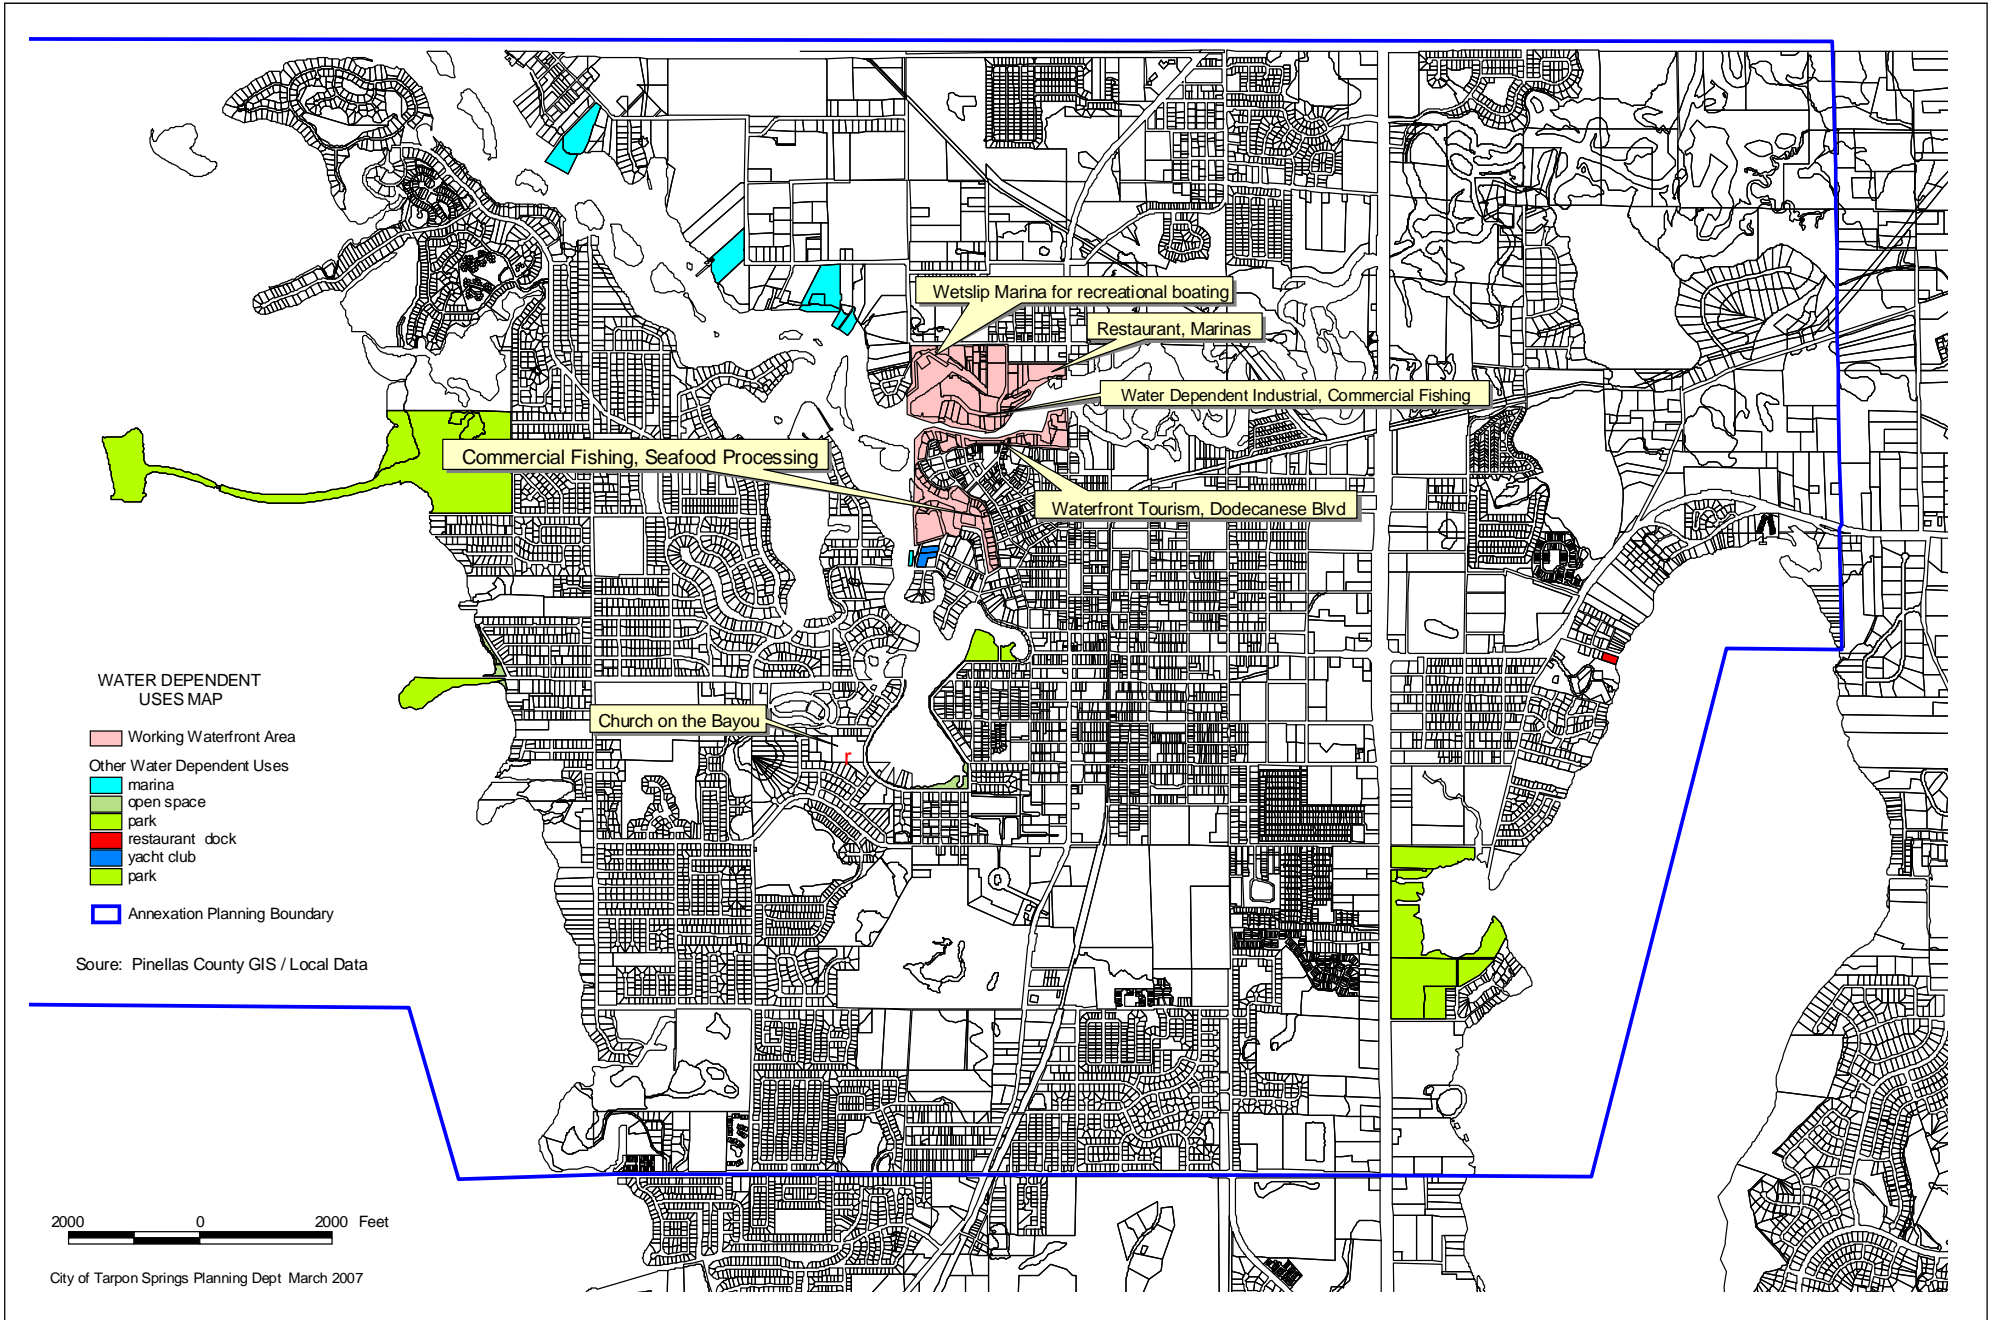 Wetslip Marina for recreational boating
Restaurant, Marinas
Water Dependent Industrial, Commercial Fishing
Commercial Fishing, Seafood Processing
Waterfront Tourism, Dodecanese Blvd
Church on the Bayou
r
WATER DEPENDENT
USES MAP
Working Waterfront Area
Other Water Dependent Uses
marina
open space
park
restaurant dock
yacht club
park
Annexation Planning Boundary
Soure: Pinellas County GIS / Local Data
2000 0 2000 Feet
City of Tarpon Springs Planning Dept March 2007